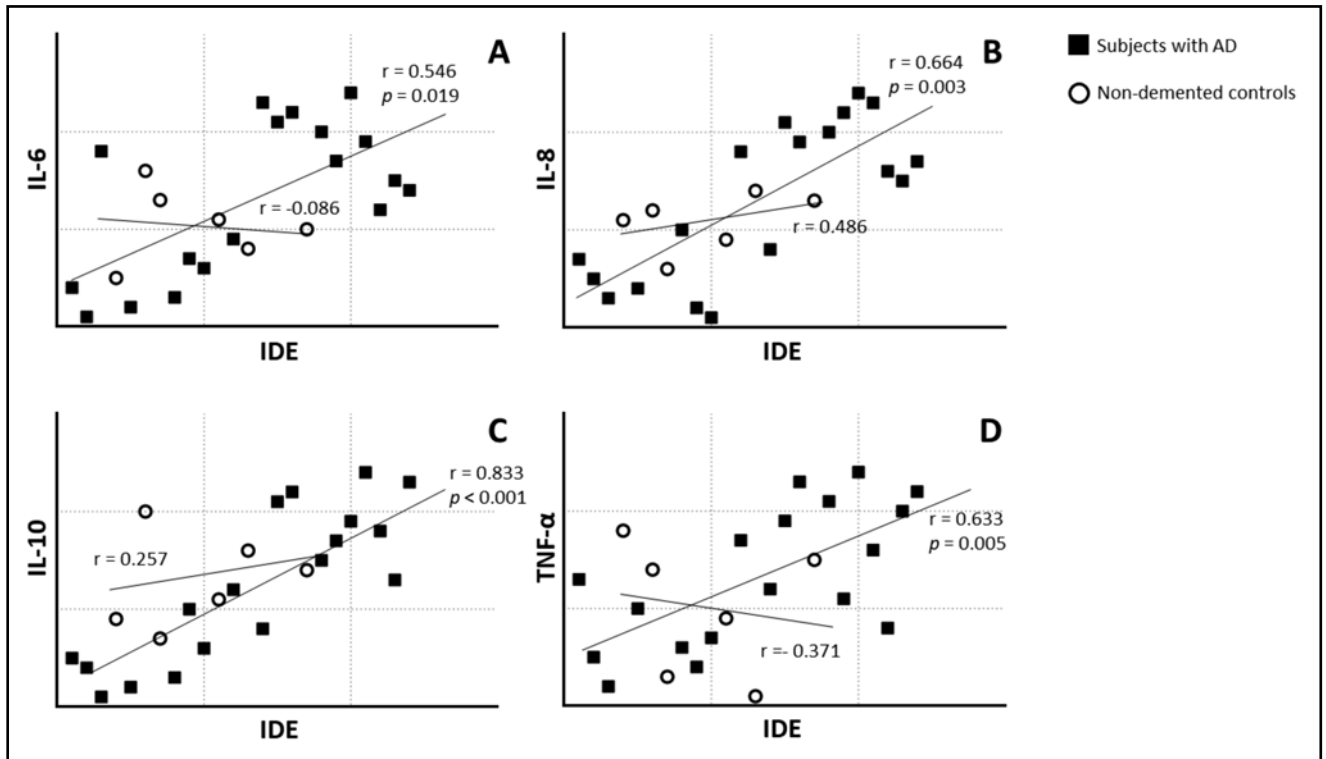 A
r = 0.546
p = 0.019
IL-6
r = -0.086
IDE
B
r = 0.664
p = 0.003
IL-8
r = 0.486
IDE
Subjects with AD
Non-demented controls
C
r = 0.833
p < 0.001
IL-10
r = 0.257
IDE
D
r = 0.633
p = 0.005
TNF-α
r =- 0.371
IDE